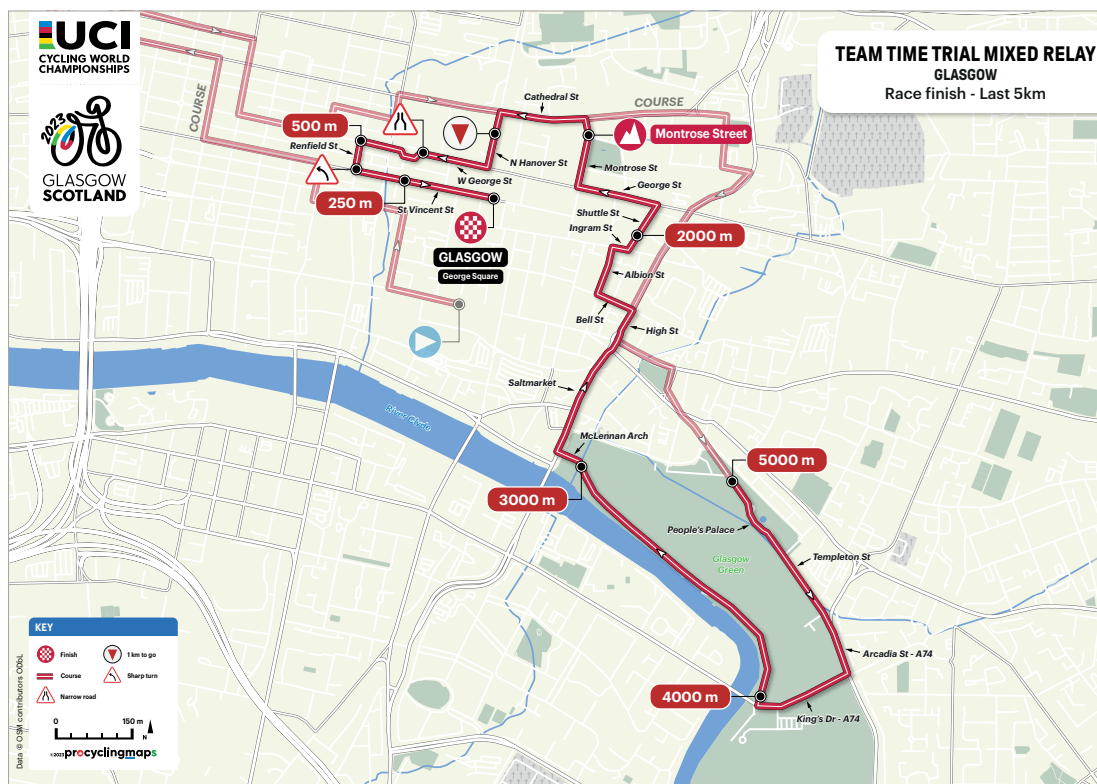 UCI
CYCLING WORLD
CHAMPIONSHIPS
2023
GLASGOW
SCOTLAND
TEAM TIME TRIAL MIXED RELAY
GLASGOW
Race finish - Last 5km
COURSE
COURSE
Cathedral St
500 m
Renfield St
Montrose Street
N Hanover St
Montrose St
W George St
George St
250 m
St Vincent St
Shuttle St
Ingram St
2000 m
GLASGOW
George Square
Albion St
Bell St
High St
Saltmarket
River Clyde
McLennan Arch
5000 m
3000 m
People's Palace
Glasgow
Green
Templeton St
Arcadia St - A74
4000 m
King's Dr - A74
KEY
Finish
1 km to go
Course
Sharp turn
Narrow road
0
150 m
N
©2023 procyclingmaps
Data © OSM contributors ODbL